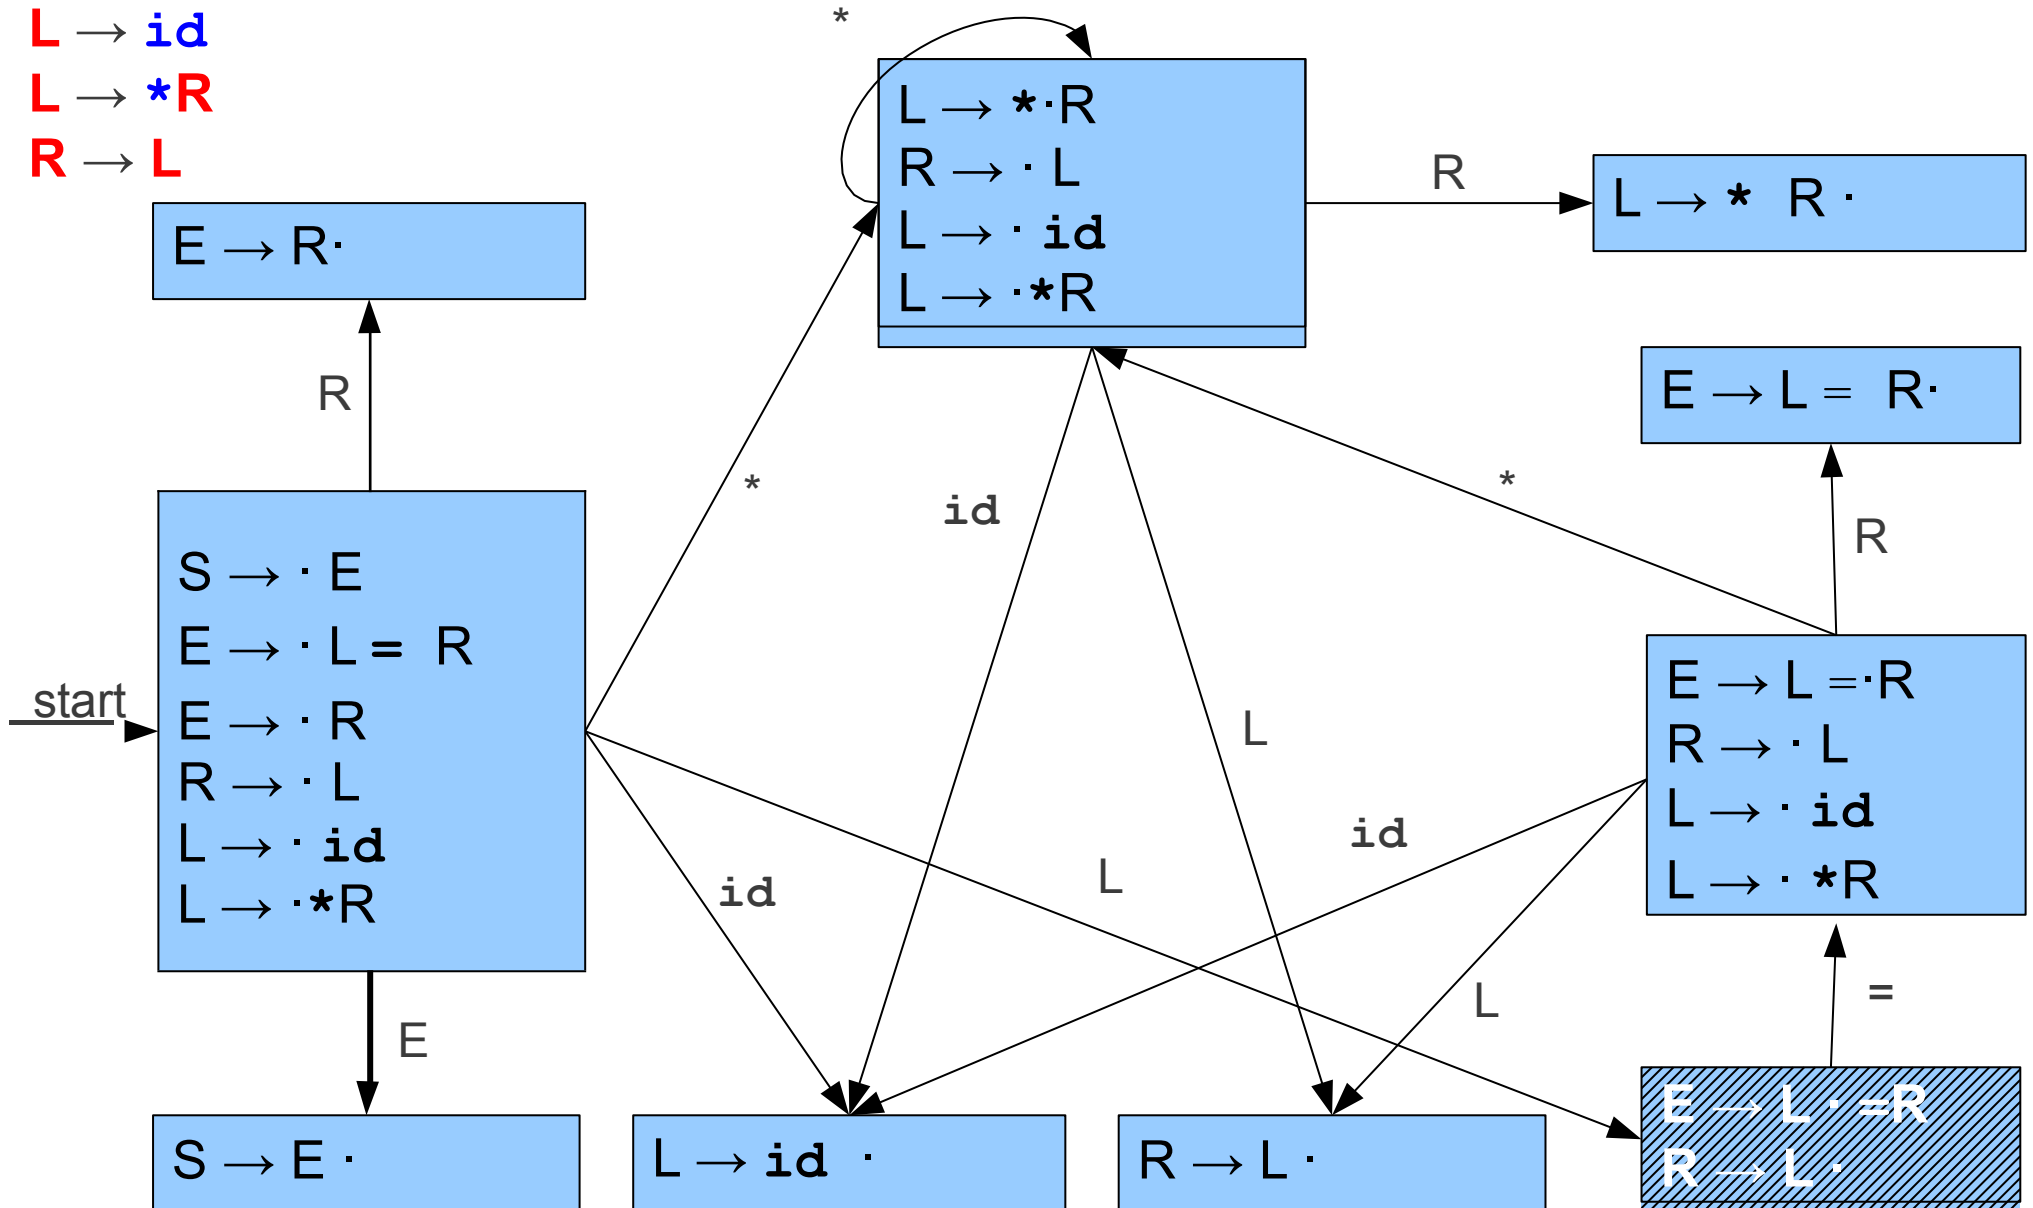 L → id
L → *R
R → L
*
L → *·R
R → · L
L → · id
L → ·*R
R
L → * R ·
E → R·
R
E → L = R·
R
*
id
*
S → · E
E → · L = R
E → · R
R → · L
L → · id
L → ·*R
start
E → L =·R
R → · L
L → · id
L → · *R
L
id
L
id
L
=
E
S → E ·
L → id ·
R → L ·
E → L · =R
R → L ·